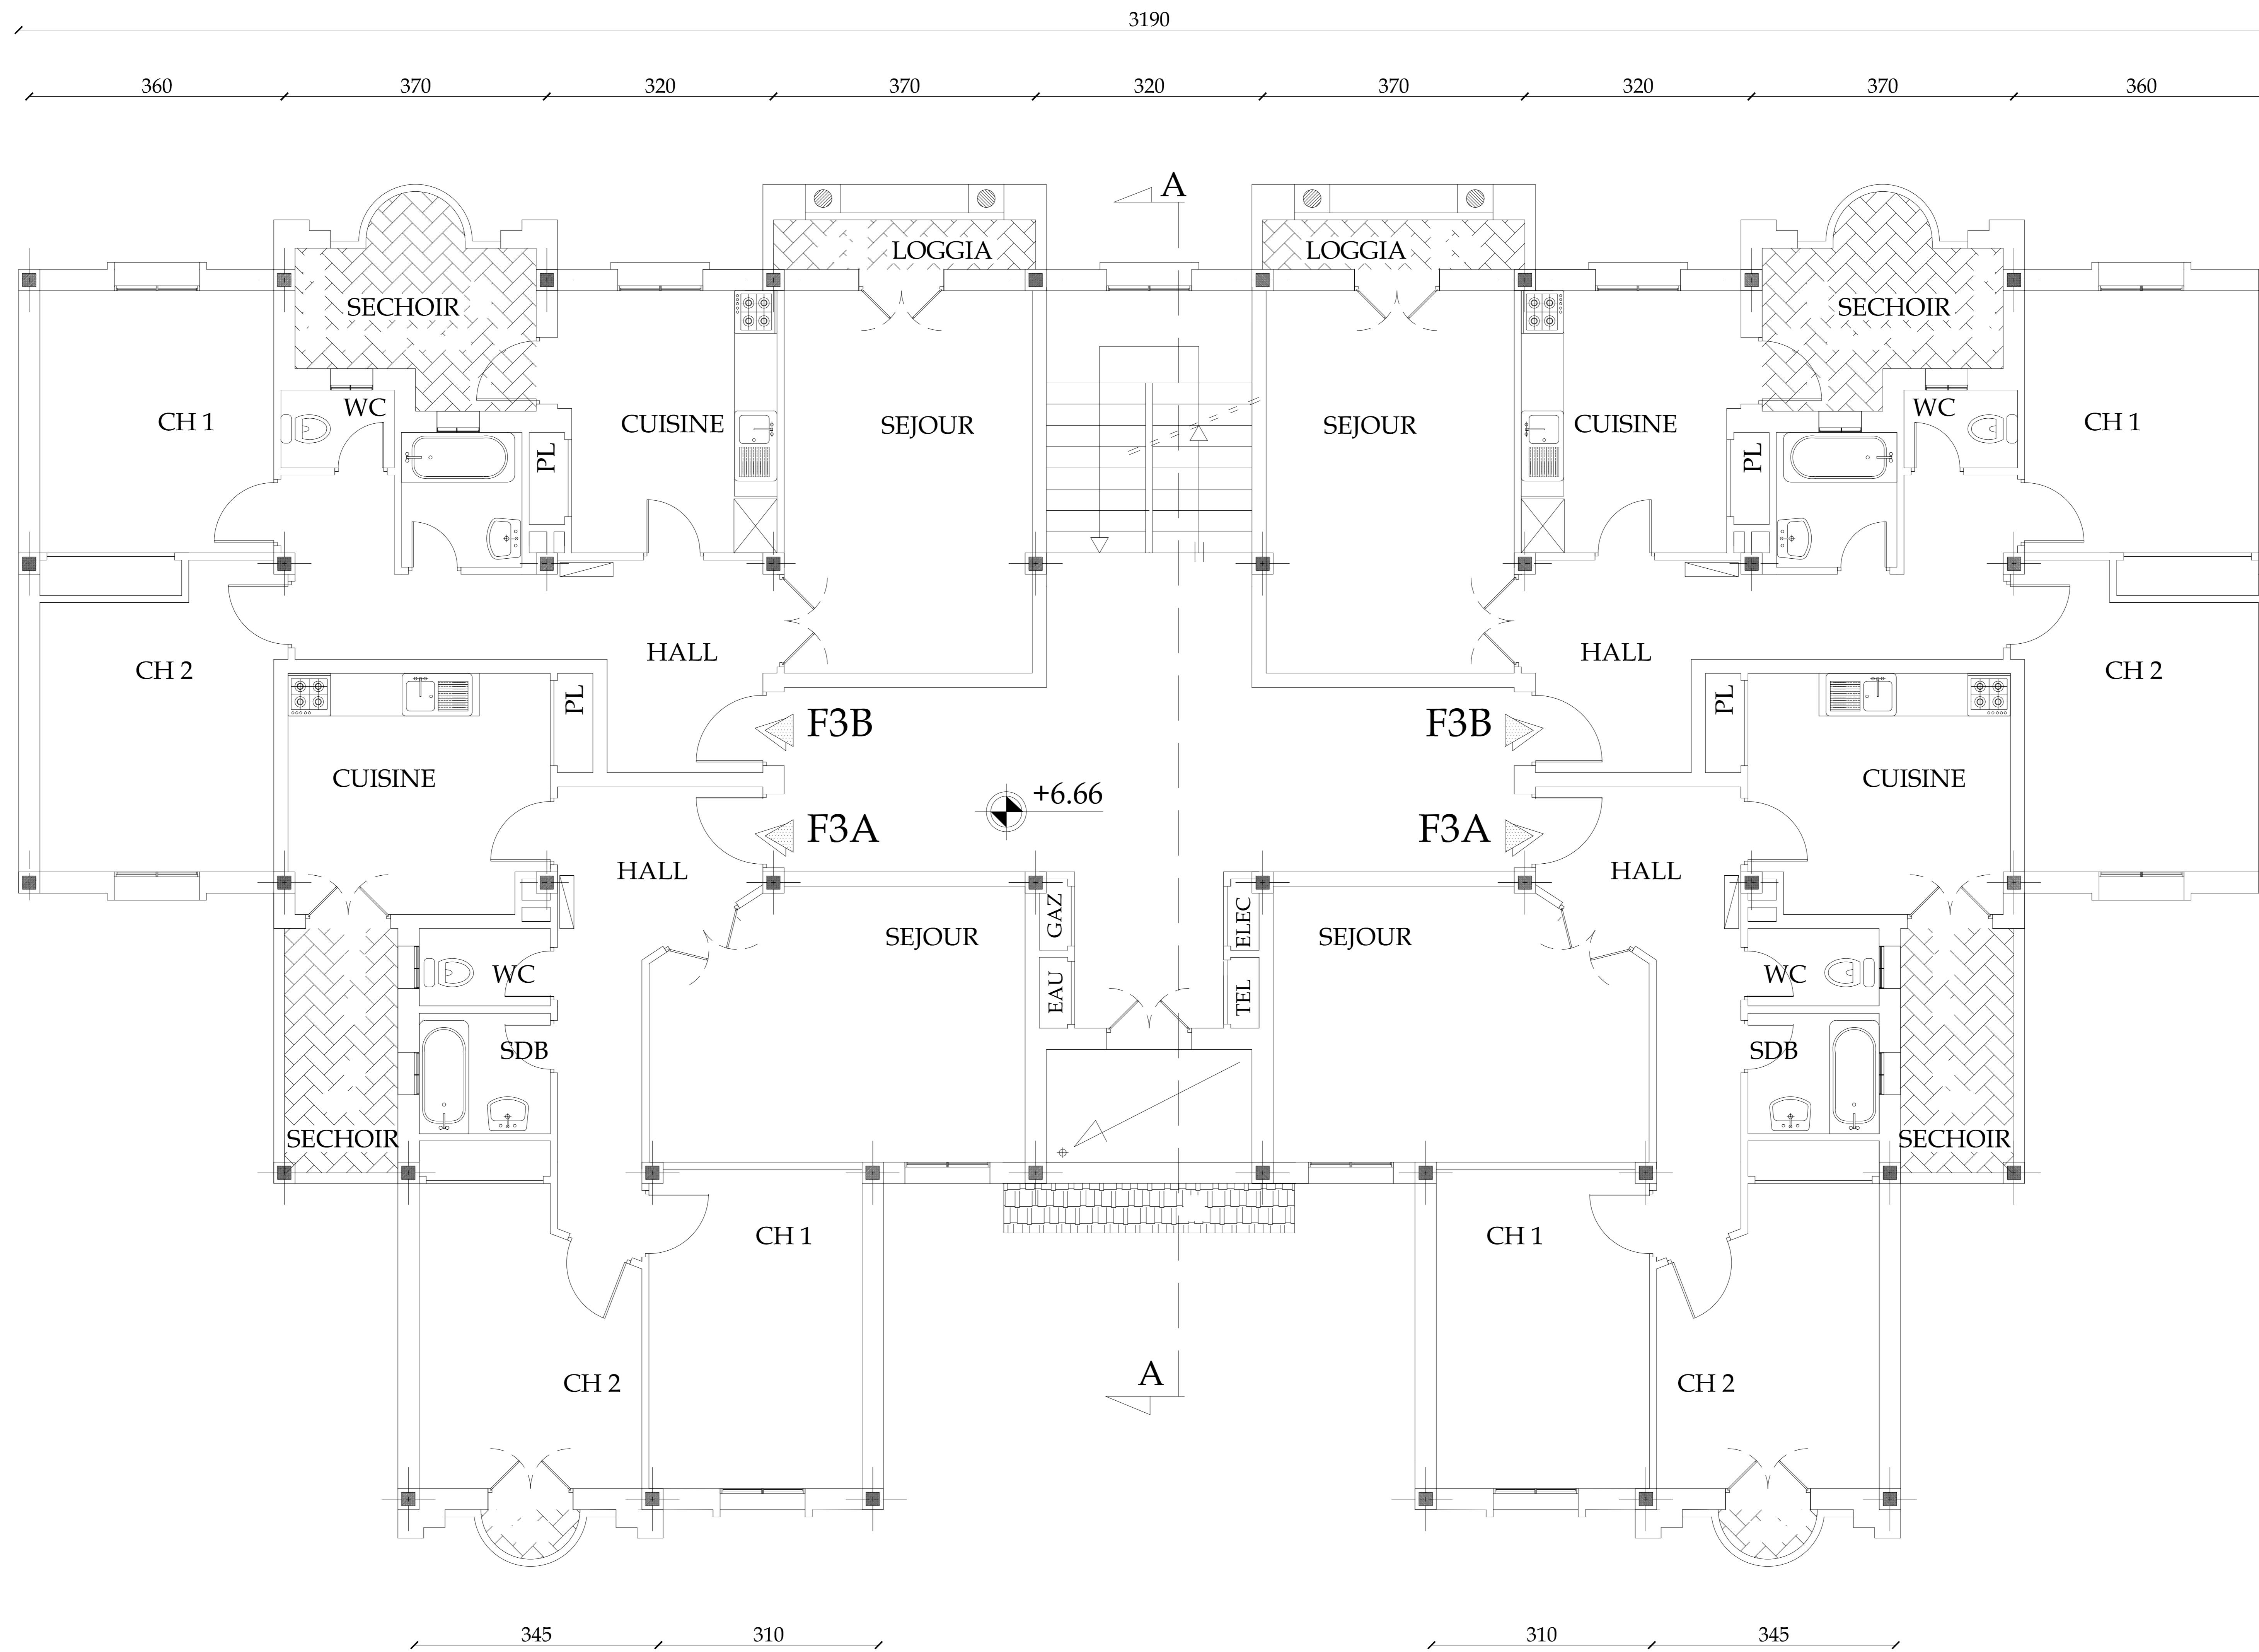 3190
360 370 320 370 320 370 320 370 360
A
LOGGIA LOGGIA
SECHOIR SECHOIR
WC WC
CH 1 CUISINE SEJOUR SEJOUR CUISINE CH 1
PL PL
HALL HALL
CH 2 CH 2
PL PL
F3B F3B
CUISINE CUISINE
+6.66
F3A F3A
HALL HALL
GAZ ELEC
SEJOUR SEJOUR
WC WC
EAU TEL
SDB SDB
SECHOIR SECHOIR
CH 1 CH 1
A
CH 2 CH 2
345 310 310 345